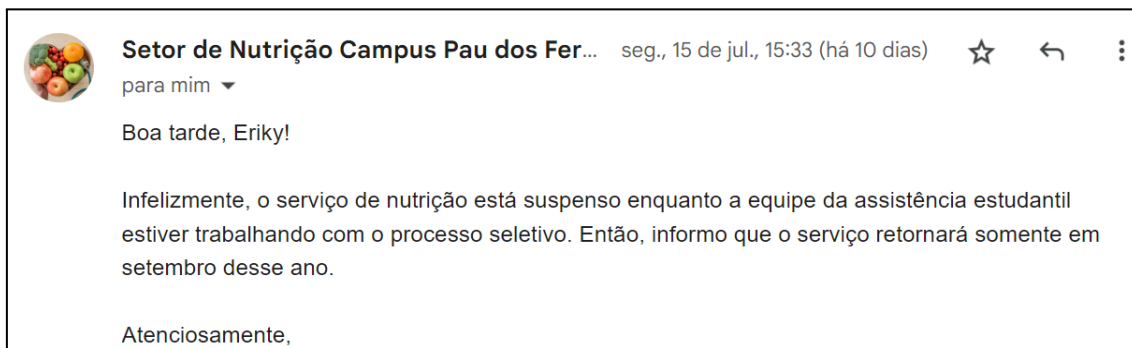 Setor de Nutrição Campus Pau dos Fer... seg., 15 de jul., 15:33 (há 10 dias)
para mim
Boa tarde, Eriky!
Infelizmente, o serviço de nutrição está suspenso enquanto a equipe da assistência estudantil
estiver trabalhando com o processo seletivo. Então, informo que o serviço retornará somente em
setembro desse ano.
Atenciosamente,